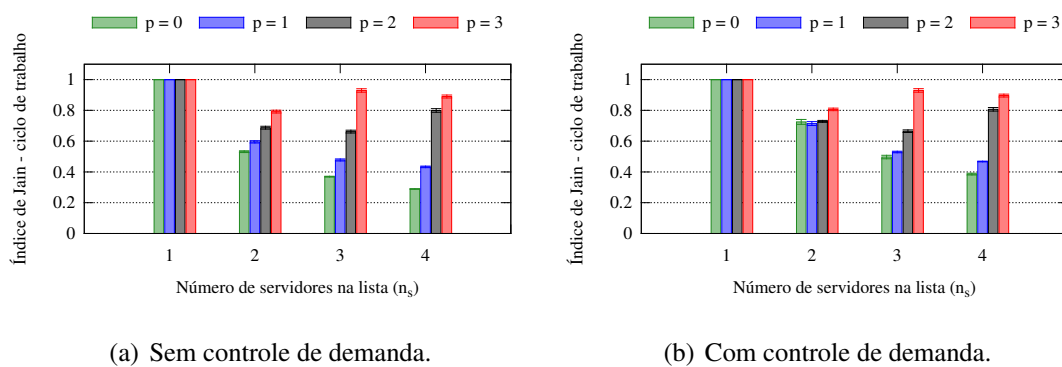 p = 0 p = 1 p = 2 p = 3
Índice de Jain - ciclo de trabalho
1
0.8
0.6
0.4
0.2
0
1 2 3 4
Número de servidores na lista (ns)
(a) Sem controle de demanda.
p = 0 p = 1 p = 2 p = 3
Índice de Jain - ciclo de trabalho
1
0.8
0.6
0.4
0.2
0
1 2 3 4
Número de servidores na lista (ns)
(b) Com controle de demanda.